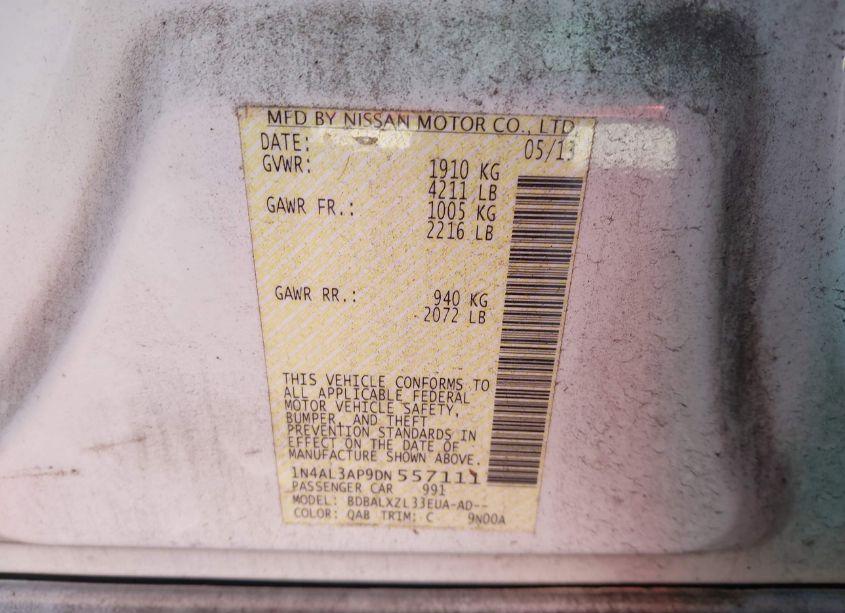 MFD BY NISSAN MOTOR CO., LTD.
DATE: 05/13
GVWR: 1910 KG
4211 LB
GAWR FR.: 1005 KG
2216 LB
GAWR RR.: 940 KG
2072 LB
THIS VEHICLE CONFORMS TO
ALL APPLICABLE FEDERAL
MOTOR VEHICLE SAFETY,
BUMPER, AND THEFT
PREVENTION STANDARDS IN
EFFECT ON THE DATE OF
MANUFACTURE SHOWN ABOVE.
1N4AL3AP9DN 557111
PASSENGER CAR 991
MODEL: BDBALXZL33EUA-AD--
COLOR: QAB TRIM: C 9N00A